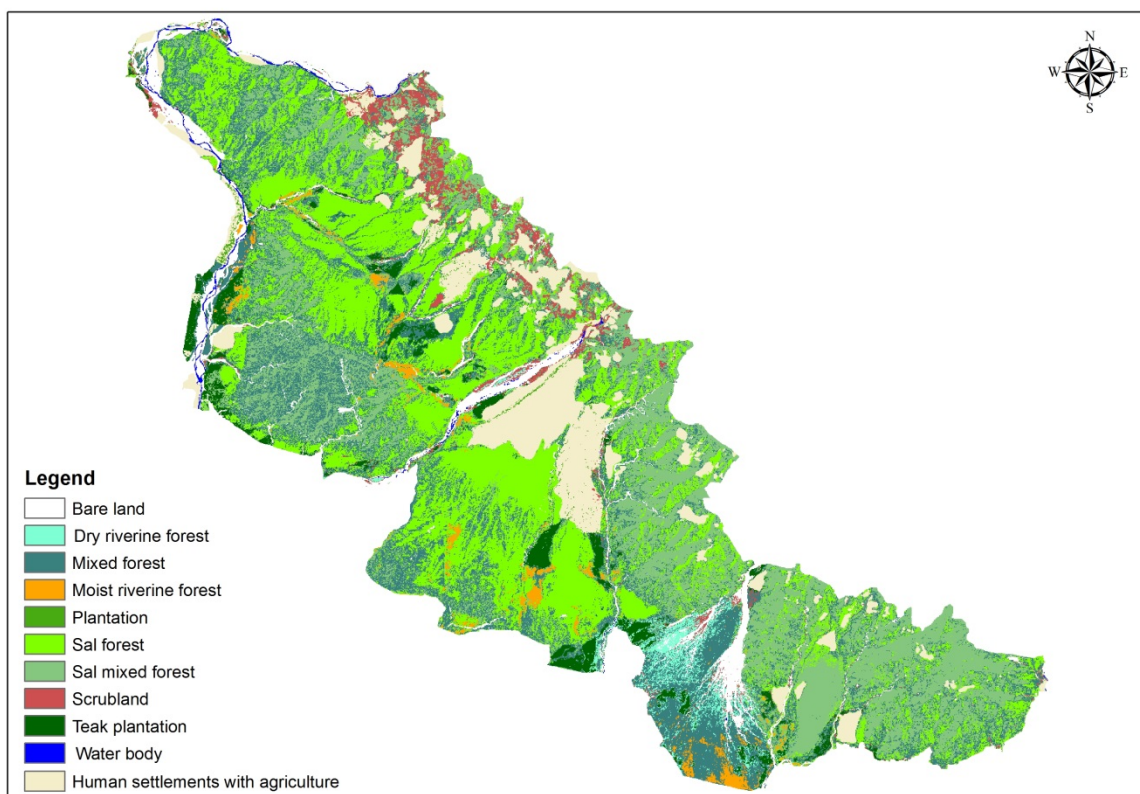 N
W E
S
Legend
Bare land
Dry riverine forest
Mixed forest
Moist riverine forest
Plantation
Sal forest
Sal mixed forest
Scrubland
Teak plantation
Water body
Human settlements with agriculture